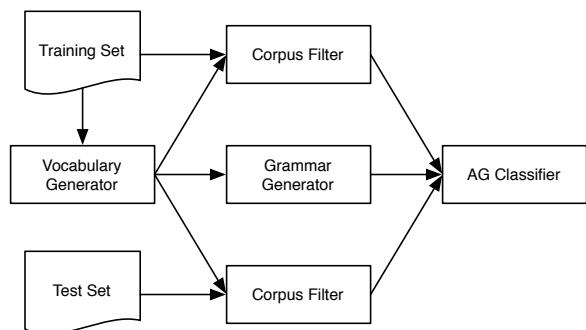 Training Set
Corpus Filter
Vocabulary
Generator
Grammar
Generator
AG Classifier
Test Set
Corpus Filter